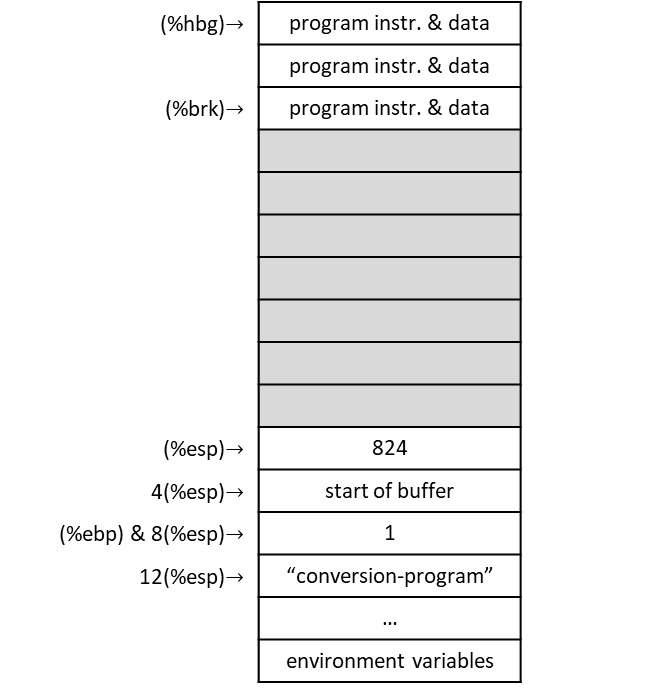 (%hbg)→ program instr. & data
program instr. & data
(%brk)→ program instr. & data
(%esp)→ 824
4(%esp)→ start of buffer
(%ebp) & 8(%esp)→ 1
12(%esp)→ “conversion-program”
...
environment variables